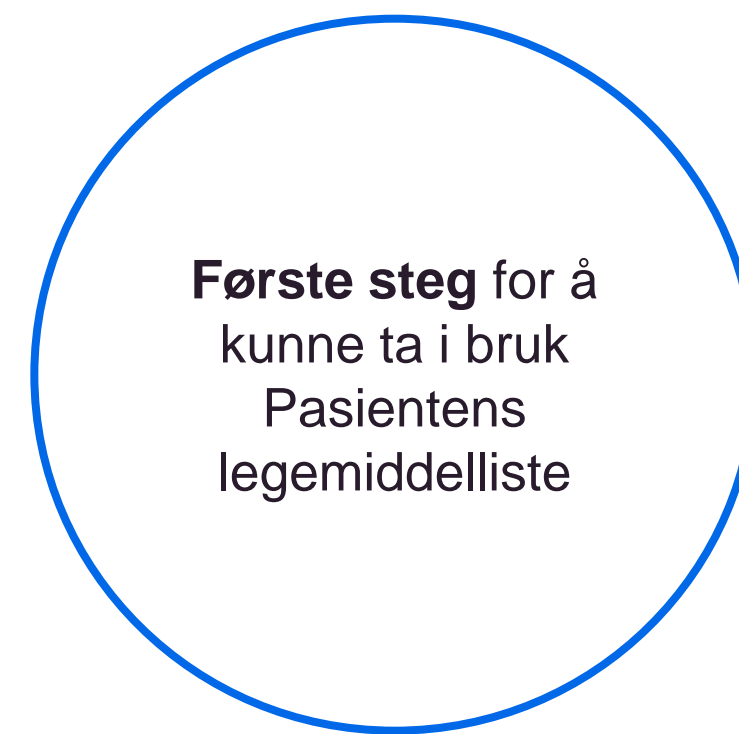 Første steg for å
kunne ta i bruk
Pasientens
legemiddelliste